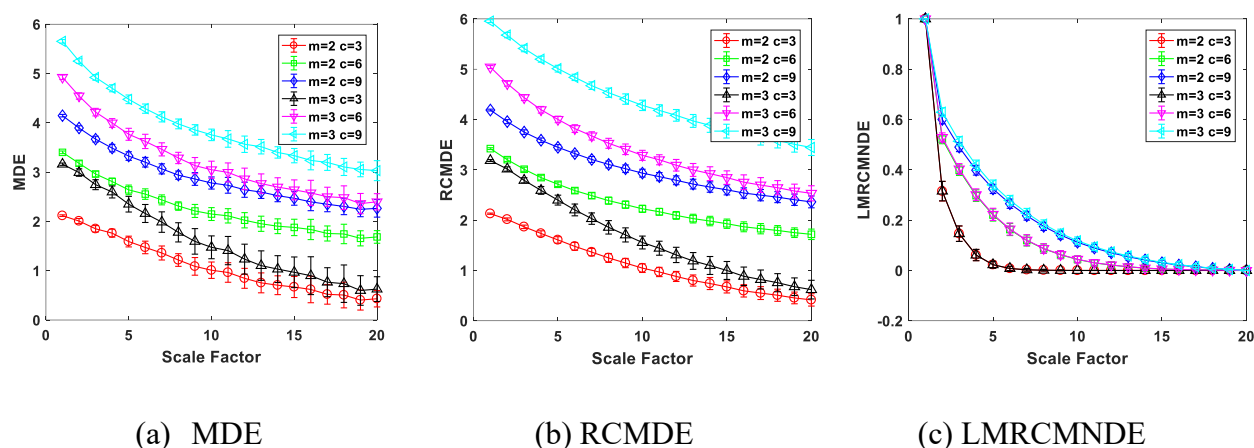 6
5
4
3
2
1
0
MDE
0 5 10 15 20
Scale Factor
m=2 c=3
m=2 c=6
m=2 c=9
m=3 c=3
m=3 c=6
m=3 c=9
(a) MDE
6
5
4
3
2
1
0
RCMDE
0 5 10 15 20
Scale Factor
m=2 c=3
m=2 c=6
m=2 c=9
m=3 c=3
m=3 c=6
m=3 c=9
(b) RCMDE
1
0.8
0.6
0.4
0.2
0
-0.2
LMRCMNDE
0 5 10 15 20
Scale Factor
m=2 c=3
m=2 c=6
m=2 c=9
m=3 c=3
m=3 c=6
m=3 c=9
(c) LMRCMNDE